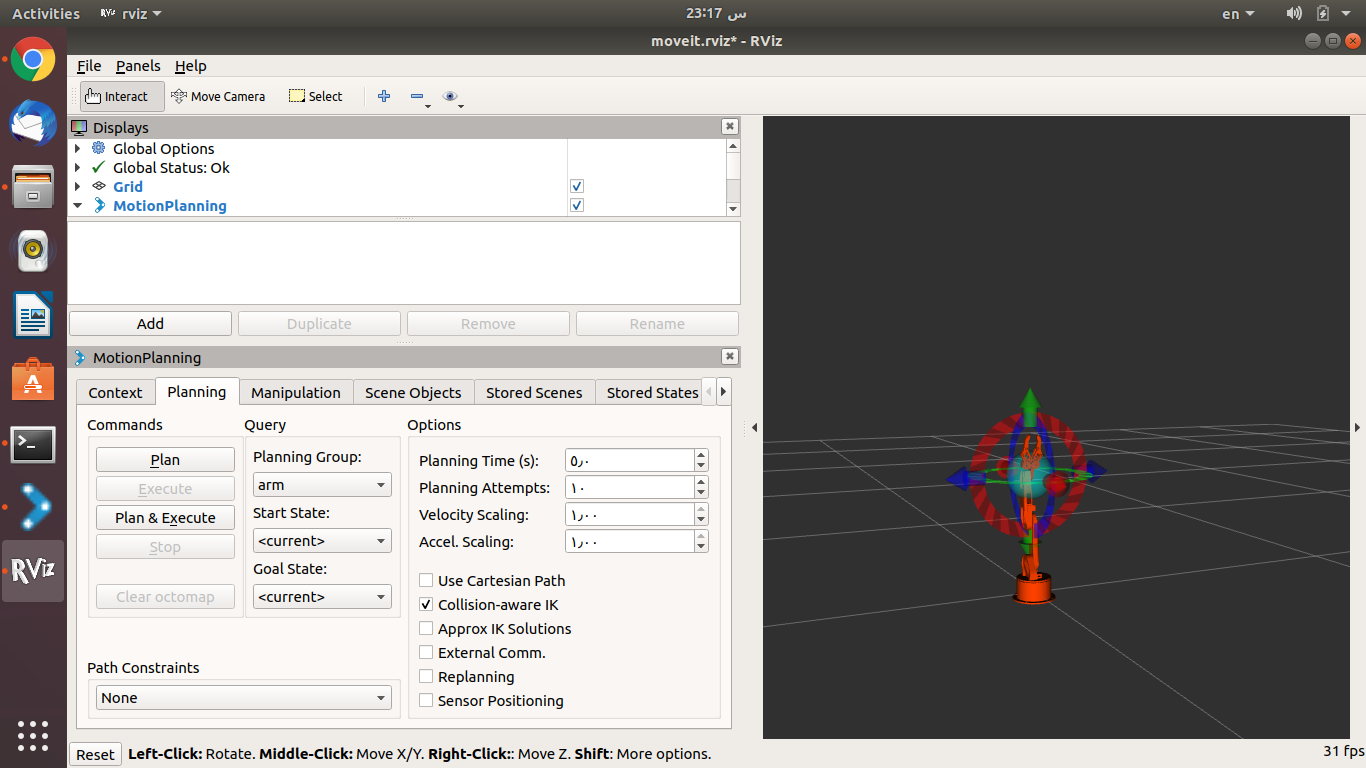 Activities
rviz
23:17 س
en
moveit.rviz* - RViz
File Panels Help
Interact Move Camera Select
Displays
Global Options
Global Status: Ok
Grid
MotionPlanning
Add Duplicate Remove Rename
MotionPlanning
Context Planning Manipulation Scene Objects Stored Scenes Stored States
Commands
Plan
Execute
Plan & Execute
Stop
Clear octomap
Query
Planning Group:
arm
Start State:
<current>
Goal State:
<current>
Options
Planning Time (s): ٥٫٠
Planning Attempts: ١٠
Velocity Scaling: ١٫٠٠
Accel. Scaling: ١٫٠٠
Use Cartesian Path
Collision-aware IK
Approx IK Solutions
External Comm.
Replanning
Sensor Positioning
Path Constraints
None
RViz
Reset Left-Click: Rotate. Middle-Click: Move X/Y. Right-Click:: Move Z. Shift: More options.
31 fps